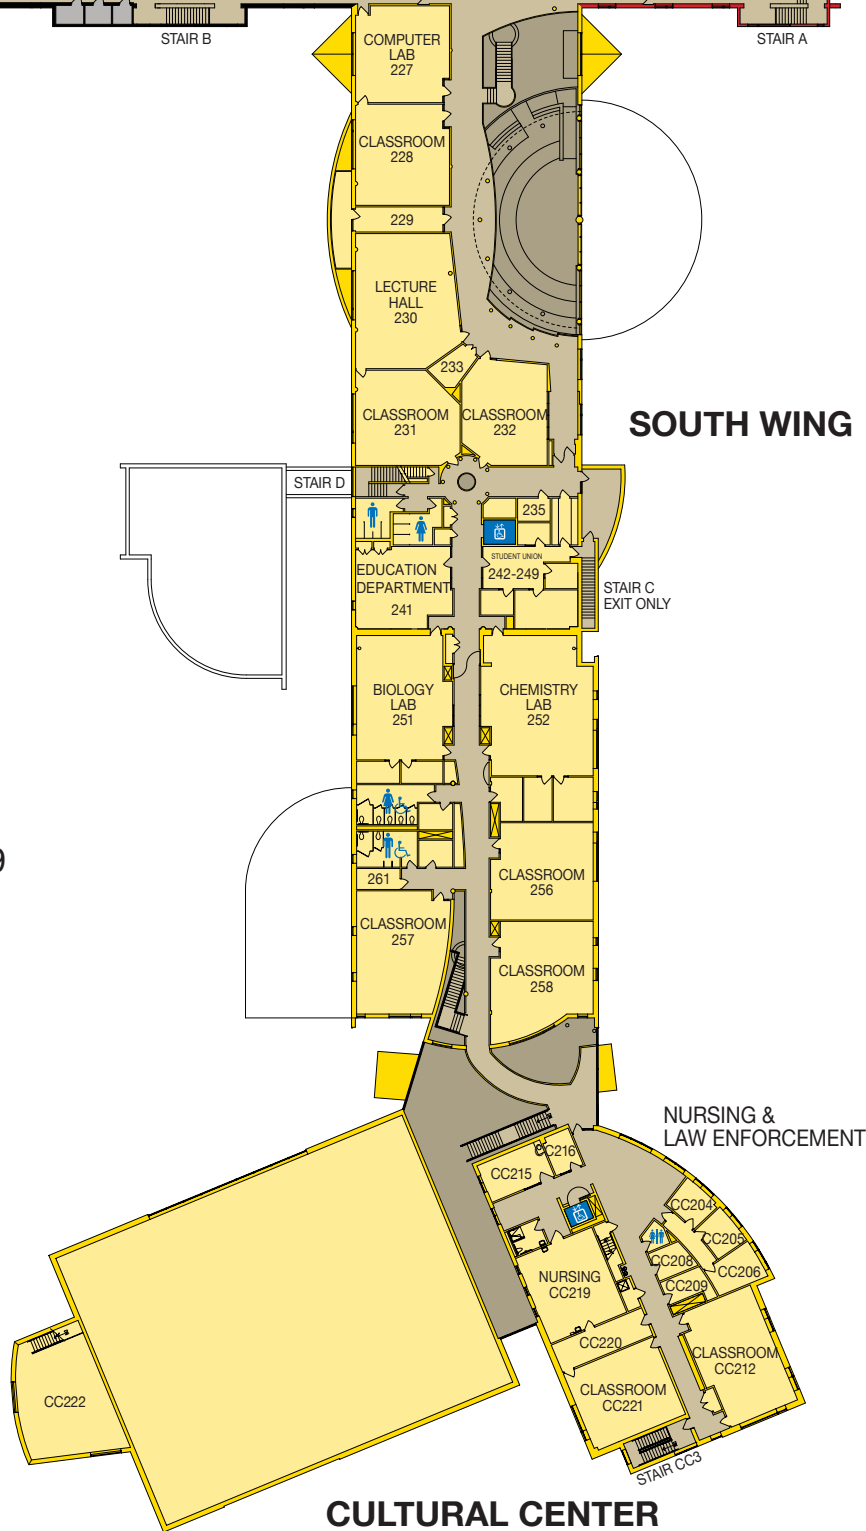 STAIR B
STAIR A
COMPUTER
LAB
227
CLASSROOM
228
229
LECTURE
HALL
230
233
CLASSROOM
231
CLASSROOM
232
SOUTH WING
STAIR D
235
STUDENT UNION
242-249
EDUCATION
DEPARTMENT
241
STAIR C
EXIT ONLY
BIOLOGY
LAB
251
CHEMISTRY
LAB
252
9
261
CLASSROOM
256
CLASSROOM
257
CLASSROOM
258
NURSING &
LAW ENFORCEMENT
CC216
CC215
CC204
CC205
CC206
CC208
CC209
NURSING
CC219
CC220
CLASSROOM
CC212
CLASSROOM
CC221
CC222
STAIR CC3
CULTURAL CENTER